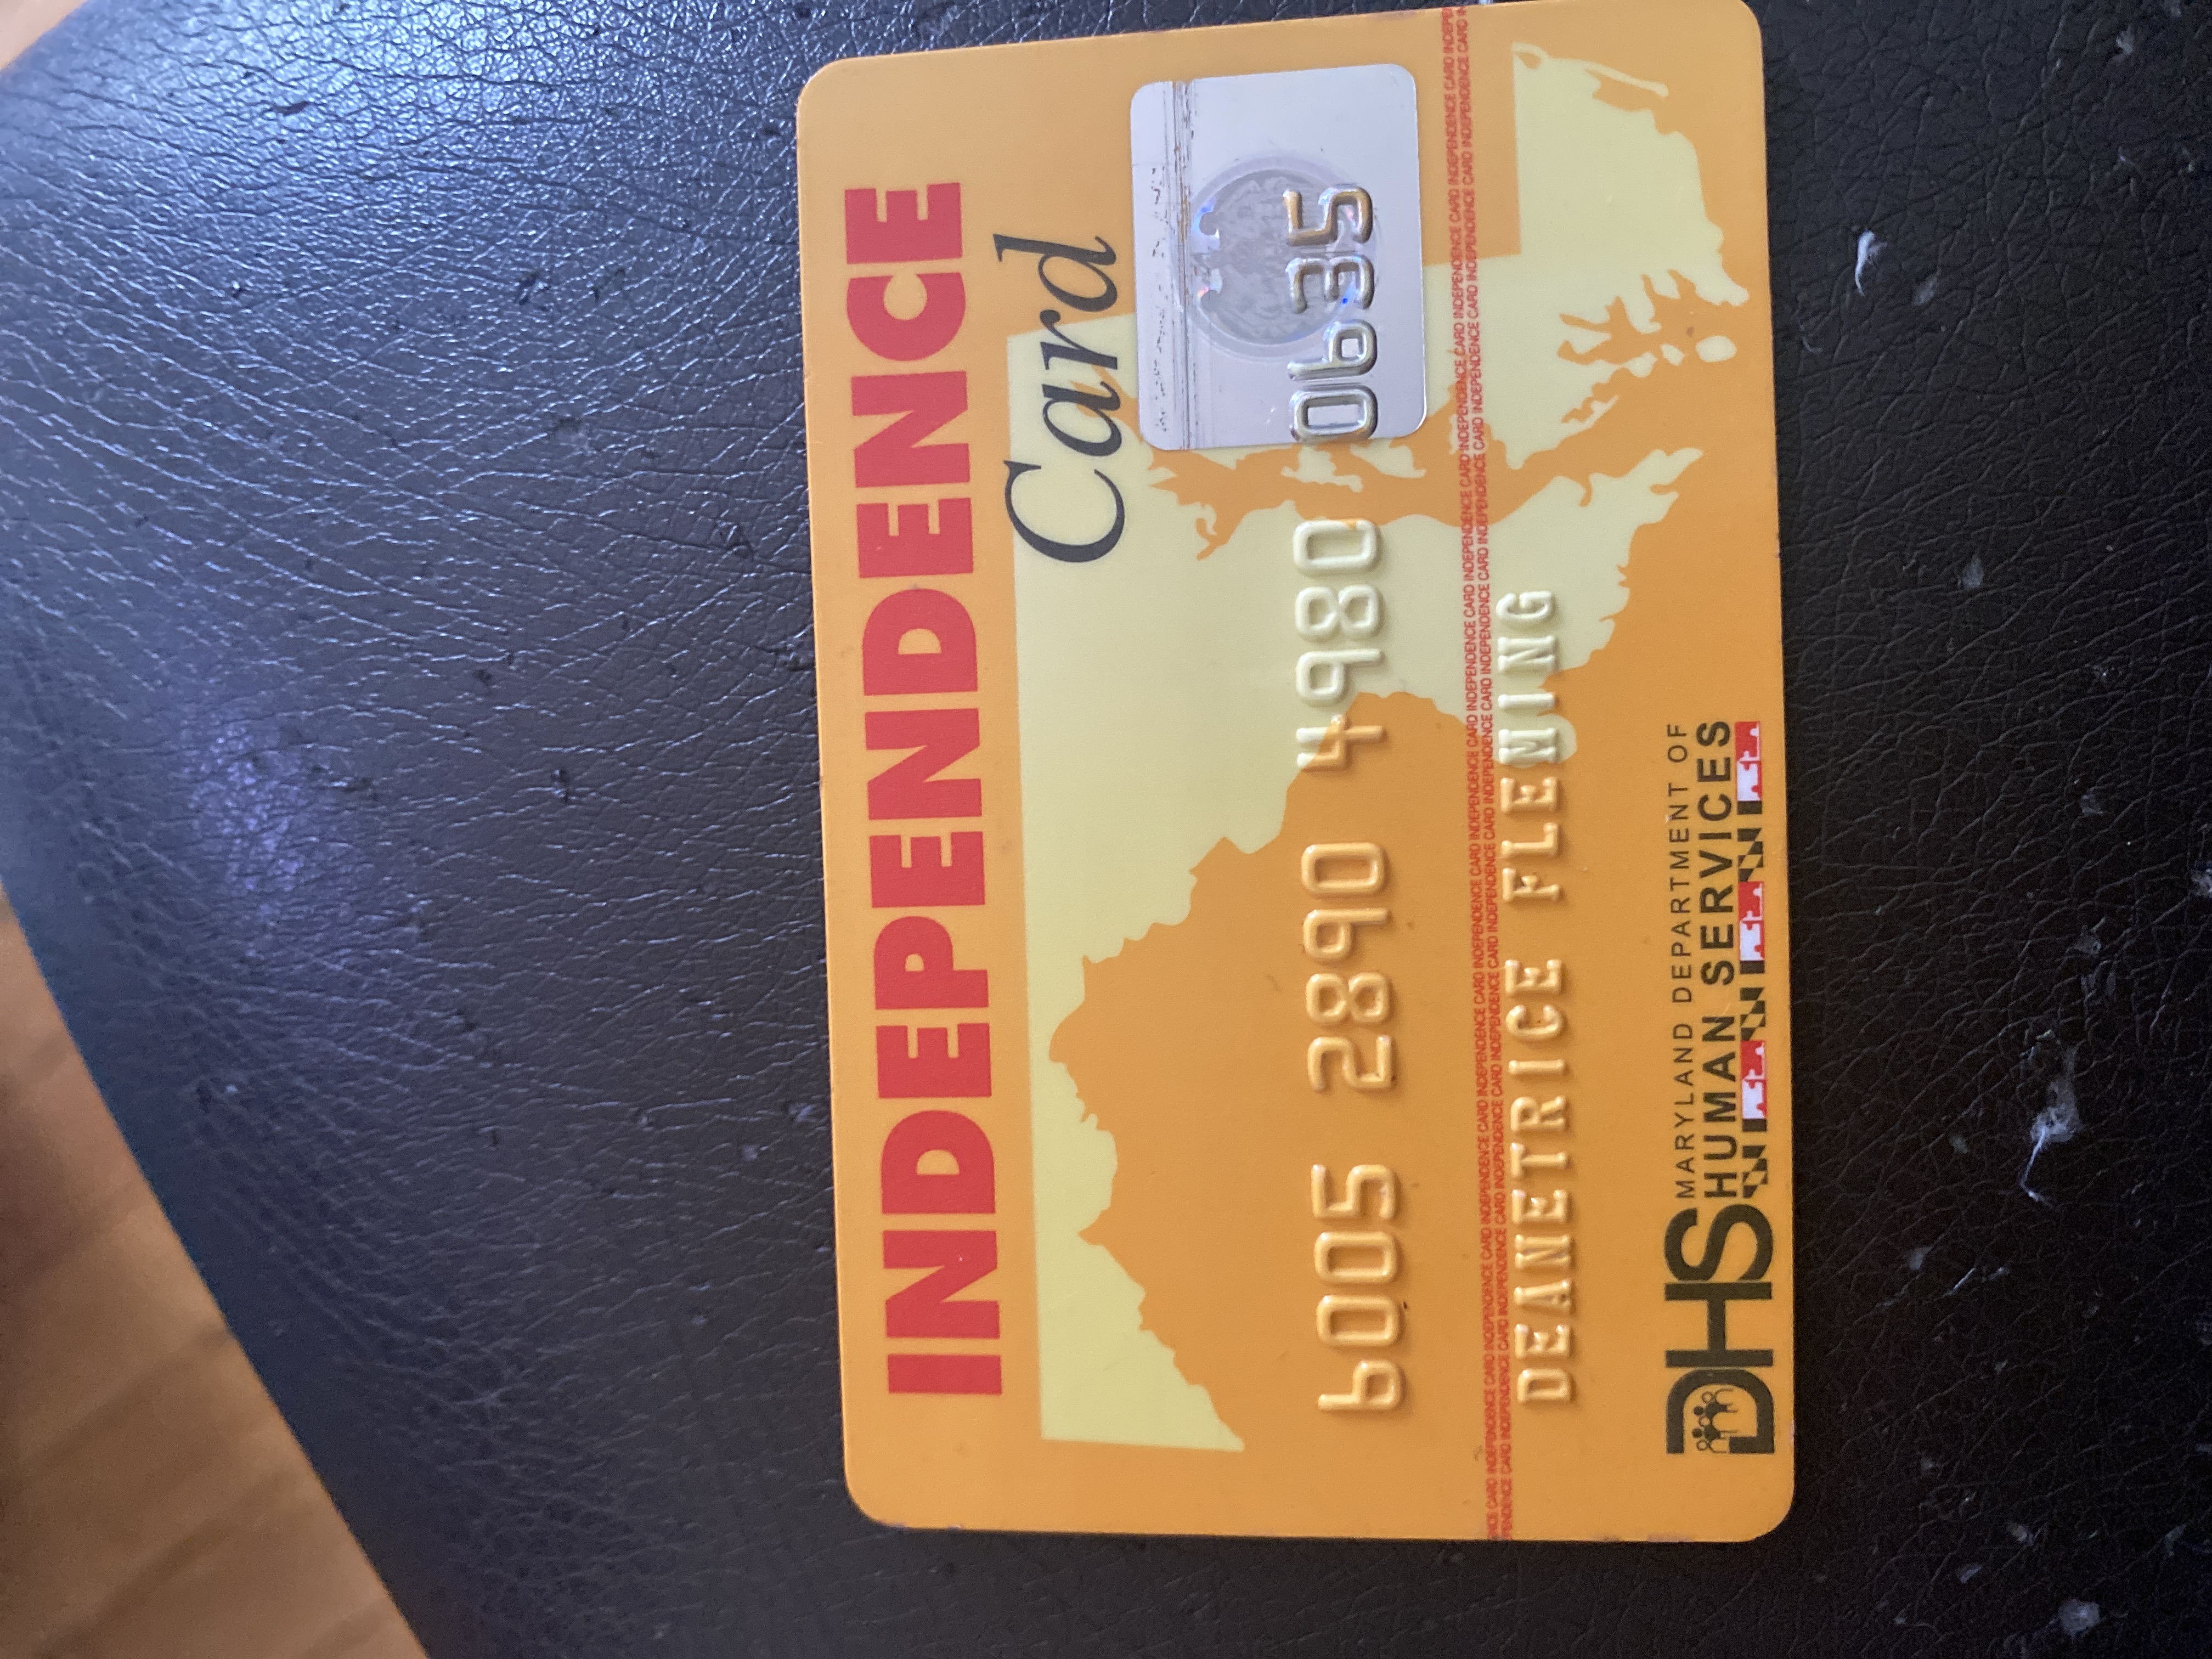 INDEPENDENCE
Card
6005 2890 4980 0635
DEANETRICE FLEMING
DHS
MARYLAND DEPARTMENT OF
HUMAN SERVICES